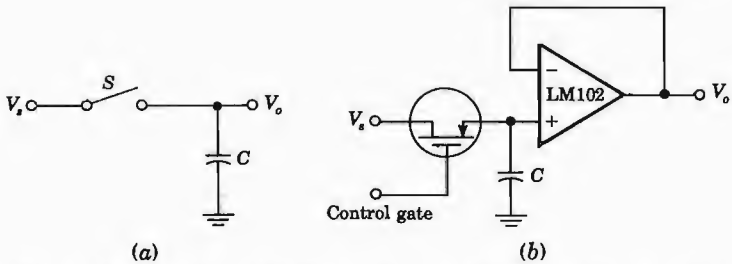 S
V_s
V_o
C
(a)
V_s
Control gate
C
−
LM102
+
V_o
(b)